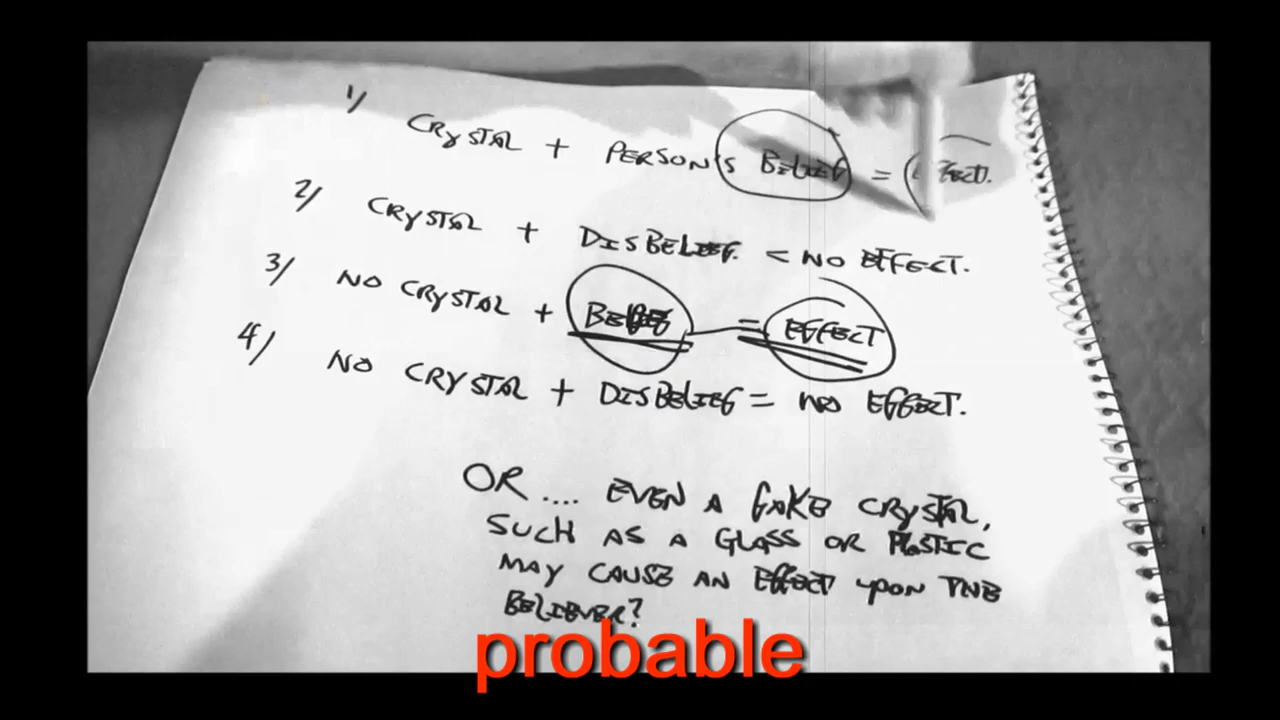 1/ CRYSTAL + PERSON'S BELIEF = EFFECT.
2/ CRYSTAL + DISBELIEF = NO EFFECT.
3/ NO CRYSTAL + BELIEF = EFFECT
4/ NO CRYSTAL + DISBELIEF = NO EFFECT.
OR .... EVEN A FAKE CRYSTAL,
SUCH AS A GLASS OR PLASTIC
MAY CAUSE AN EFFECT UPON THE
BELIEVER?
probable